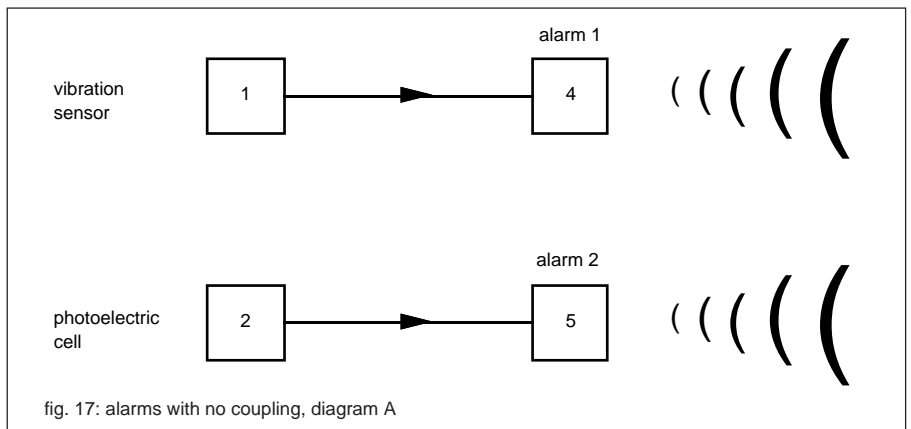 alarm 1
vibration
sensor
1
4
alarm 2
photoelectric
cell
2
5
fig. 17: alarms with no coupling, diagram A